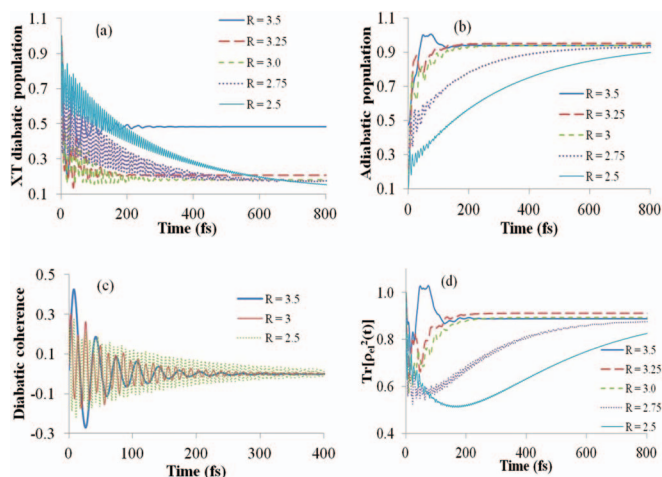 XT diabatic population
1.1
0.9
0.7
0.5
0.3
0.1
(a)
R = 3.5
R = 3.25
R = 3.0
R = 2.75
R = 2.5
0 200 400 600 800
Time (fs)
Adiabatic population
1.1
0.9
0.7
0.5
0.3
0.1
(b)
R = 3.5
R = 3.25
R = 3
R = 2.75
R = 2.5
0 200 400 600 800
Time (fs)
Diabatic coherence
0.5
0.3
0.1
-0.1
-0.3
(c)
R = 3.5
R = 3
R = 2.5
0 100 200 300 400
Time (fs)
Tr[ρel²(t)]
1.0
0.8
0.6
0.4
(d)
R = 3.5
R = 3.25
R = 3.0
R = 2.75
R = 2.5
0 200 400 600 800
Time (fs)